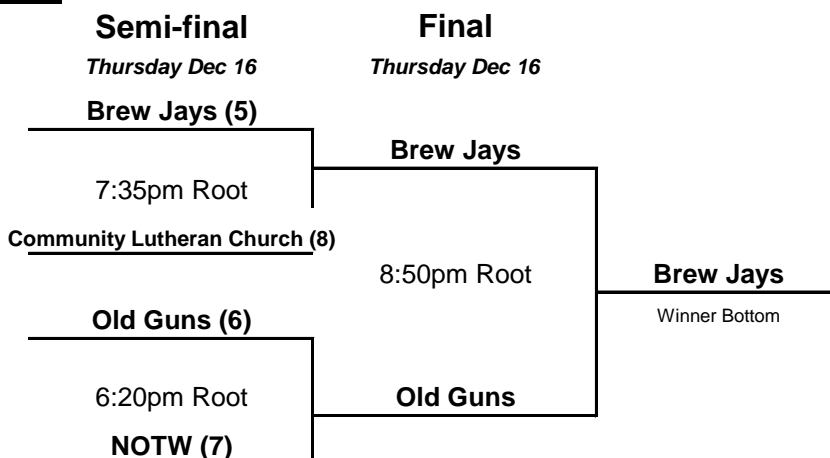 Semi-final
Final
Thursday Dec 16
Thursday Dec 16
Brew Jays (5)
Brew Jays
7:35pm Root
Community Lutheran Church (8)
8:50pm Root
Brew Jays
Old Guns (6)
Winner Bottom
6:20pm Root
Old Guns
NOTW (7)